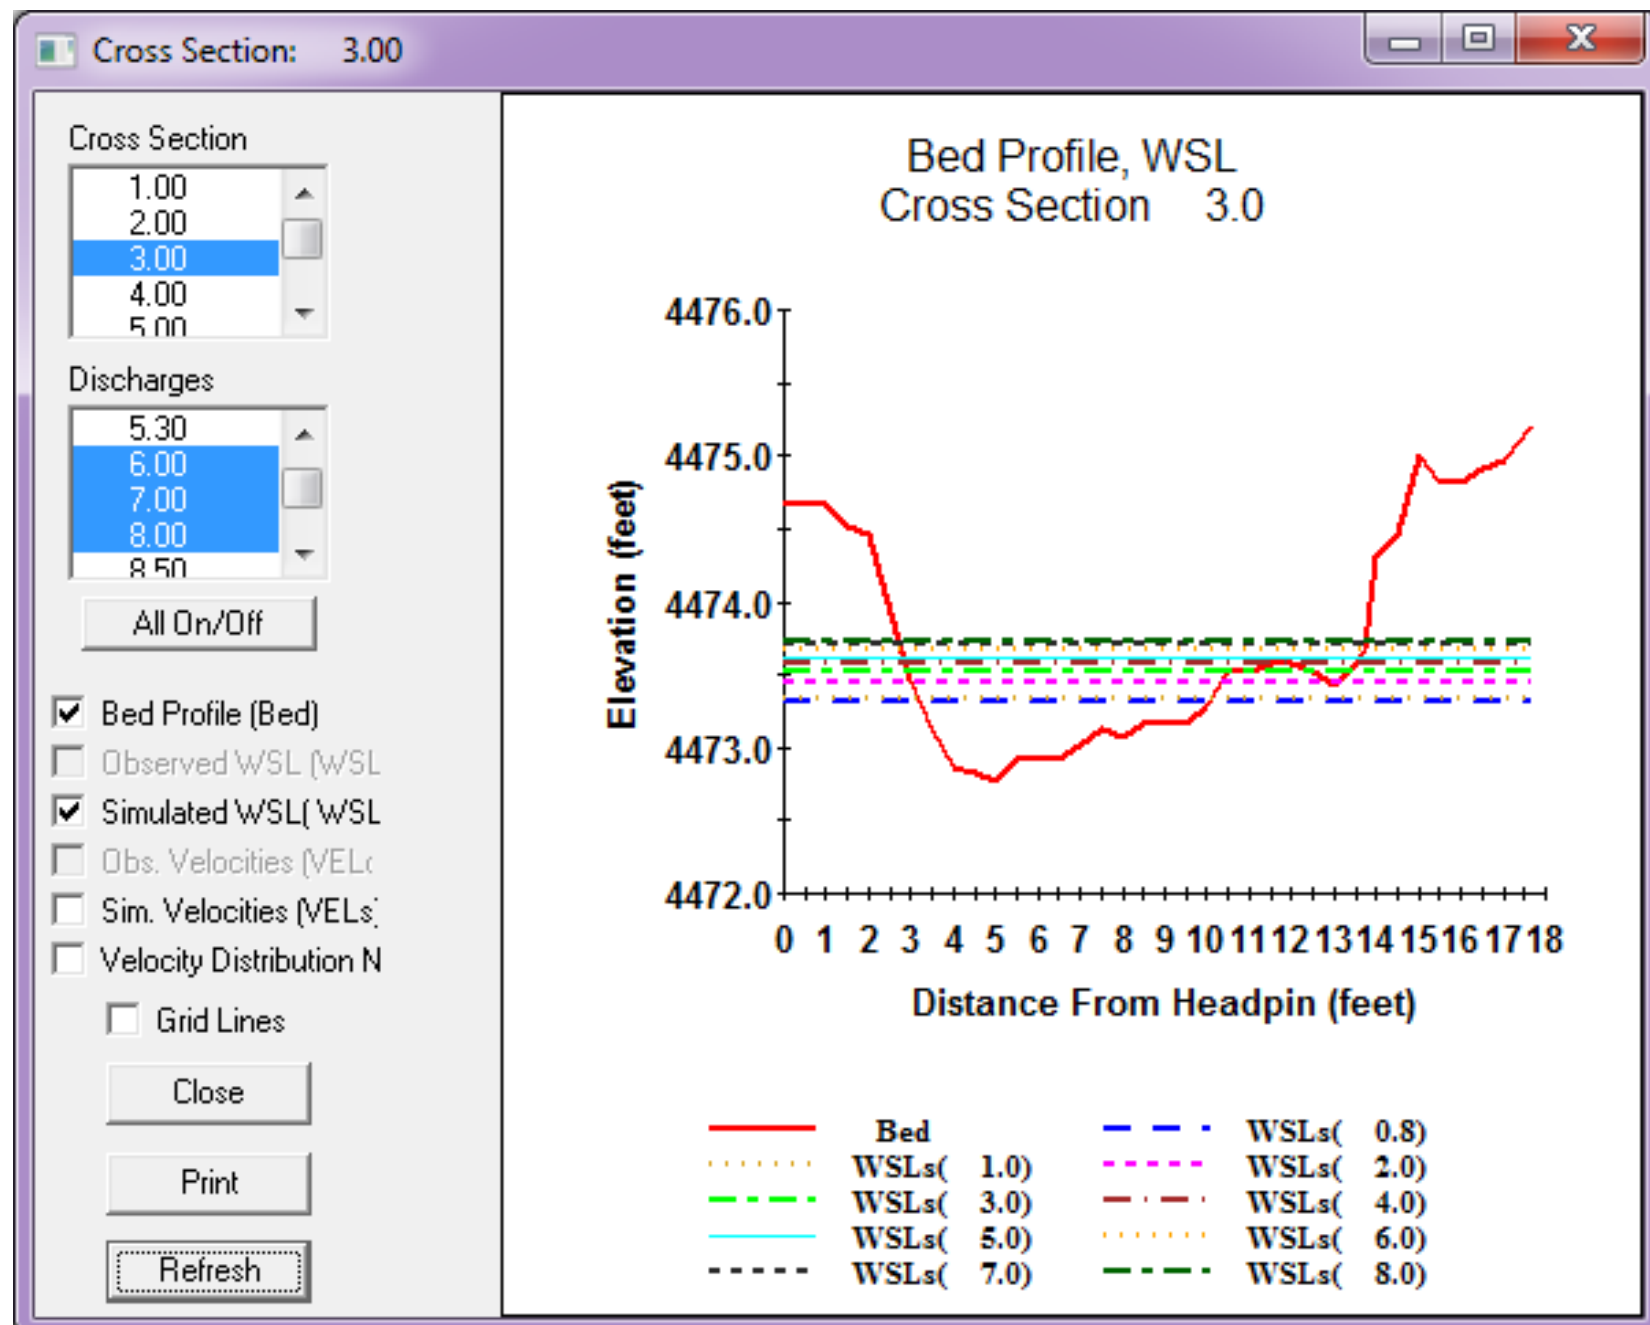 Cross Section: 3.00
Cross Section
1.00
2.00
3.00
4.00
5.00
Discharges
5.30
6.00
7.00
8.00
8.50
All On/Off
Bed Profile (Bed)
Observed WSL (WSL
Simulated WSL( WSL
Obs. Velocities (VELo
Sim. Velocities (VELs)
Velocity Distribution N
Grid Lines
Close
Print
Refresh
Bed Profile, WSL
Cross Section 3.0
Elevation (feet)
4476.0
4475.0
4474.0
4473.0
4472.0
0 1 2 3 4 5 6 7 8 9 10 11 12 13 14 15 16 17 18
Distance From Headpin (feet)
Bed WSLs( 0.8)
WSLs( 1.0) WSLs( 2.0)
WSLs( 3.0) WSLs( 4.0)
WSLs( 5.0) WSLs( 6.0)
WSLs( 7.0) WSLs( 8.0)